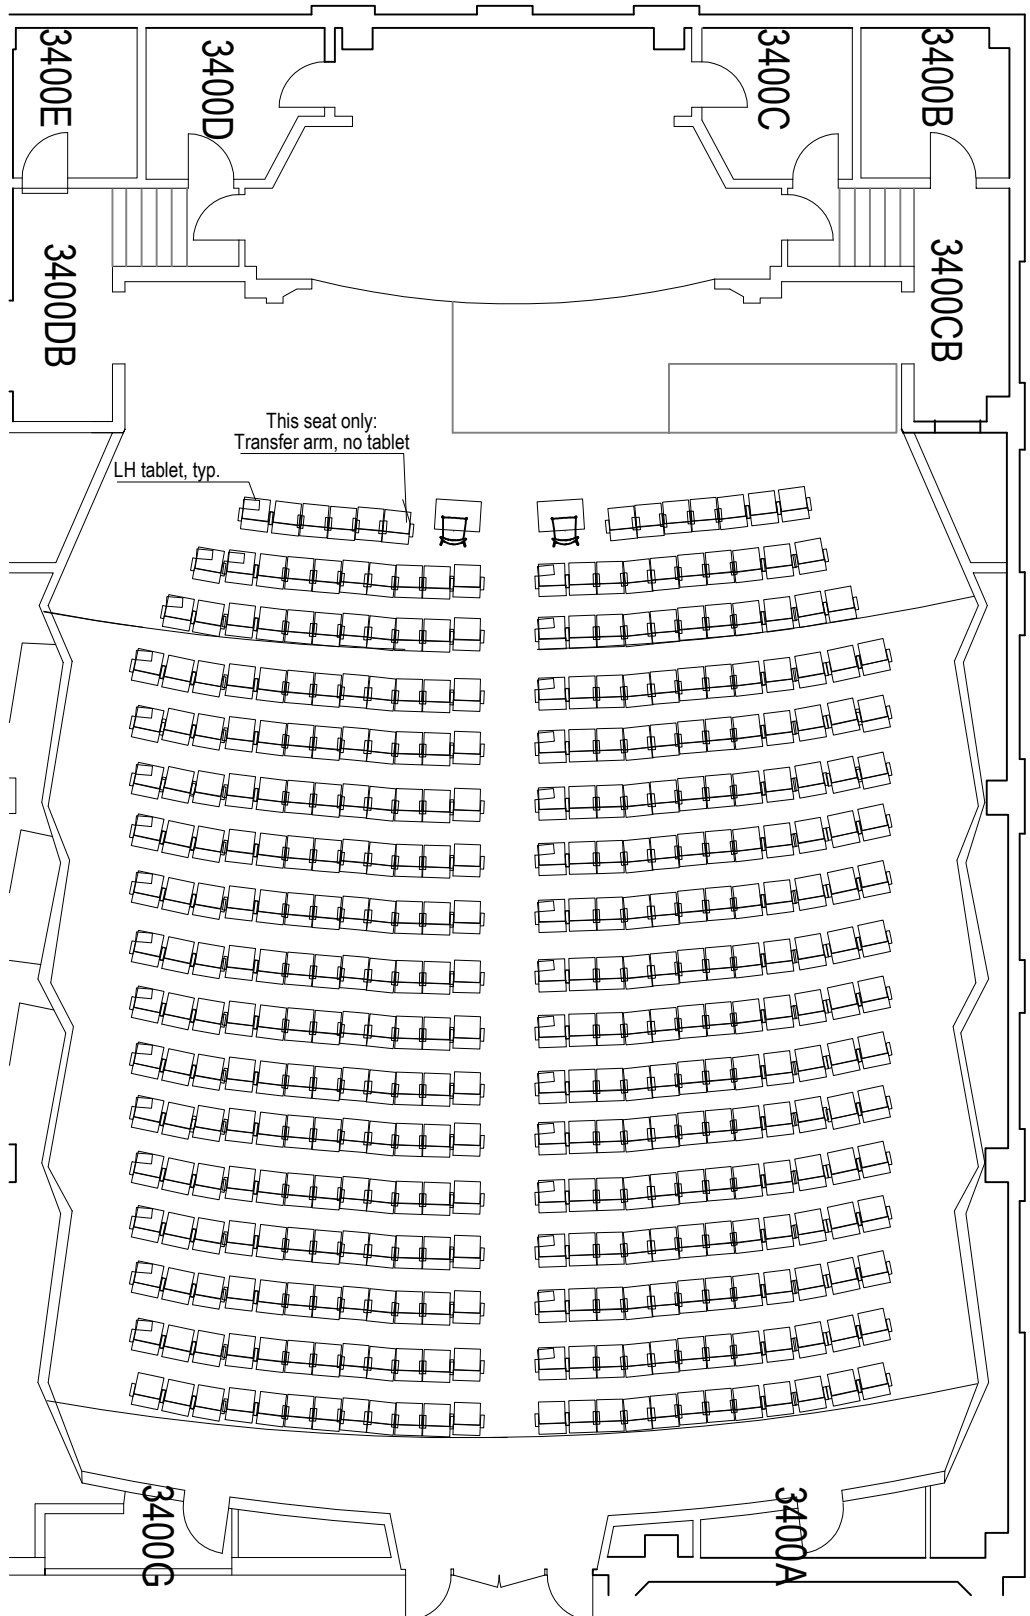 3400E
3400D
3400C
3400B
3400DB
3400CB
This seat only:
Transfer arm, no tablet
LH tablet, typ.
3400G
3400A